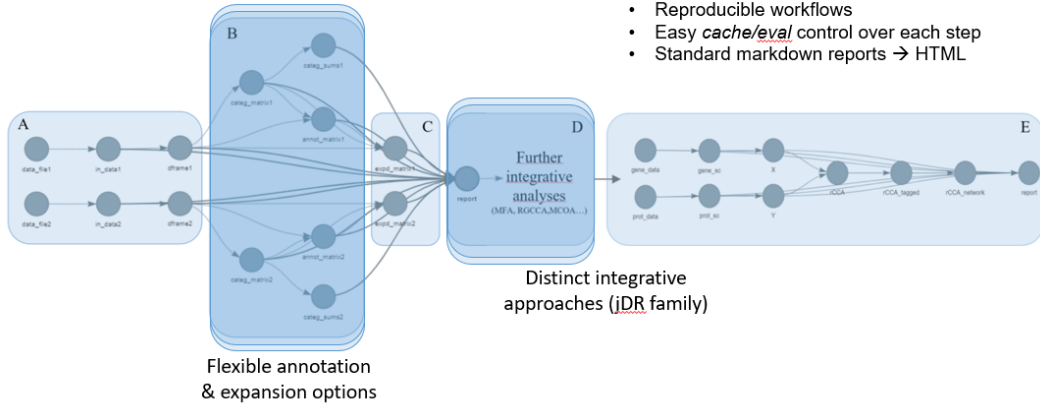 • Reproducible workflows
• Easy cache/eval control over each step
• Standard markdown reports → HTML
A
data_file1
in_data1
dframe1
data_file2
in_data2
dframe2
B
categ_sums1
categ_matrix1
annot_matrix1
annot_matrix2
categ_matrix2
categ_sums2
C
expd_matrix1
expd_matrix2
D
report
Further
integrative
analyses
(MFA, RGCCA,MCOA…)
E
gene_data
gene_sc
X
prot_data
prot_sc
Y
rCCA
rCCA_tagged
rCCA_network
report
Distinct integrative
approaches (jDR family)
Flexible annotation
& expansion options